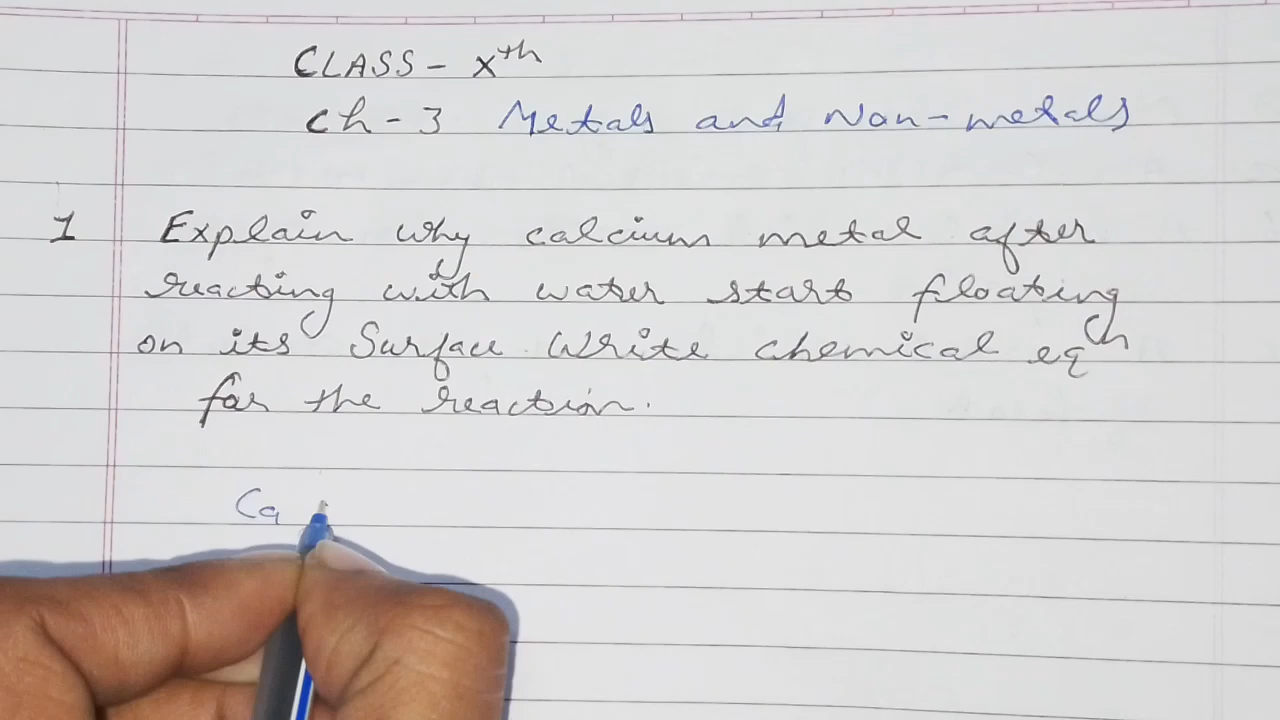 CLASS - Xth
Ch - 3 Metals and Non-metals
1 Explain why calcium metal after
reacting with water start floating
on its Surface. Write chemical eqn
for the reaction.
Ca